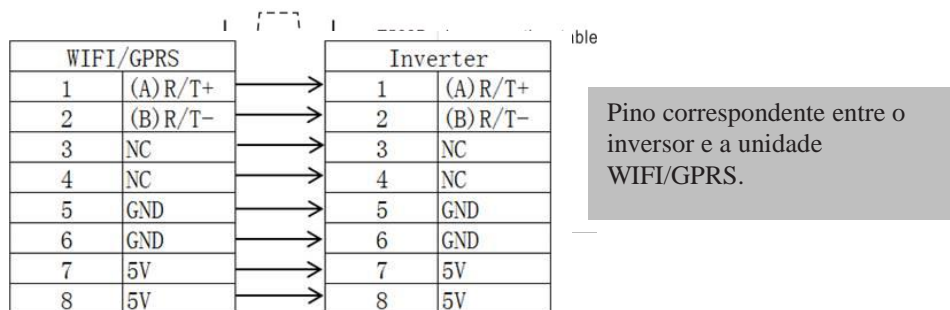 WIFI/GPRS Inverter
1 (A)R/T+ 1 (A)R/T+
2 (B)R/T- 2 (B)R/T-
3 NC 3 NC
4 NC 4 NC
5 GND 5 GND
6 GND 6 GND
7 5V 7 5V
8 5V 8 5V
Pino correspondente entre o
inversor e a unidade
WIFI/GPRS.